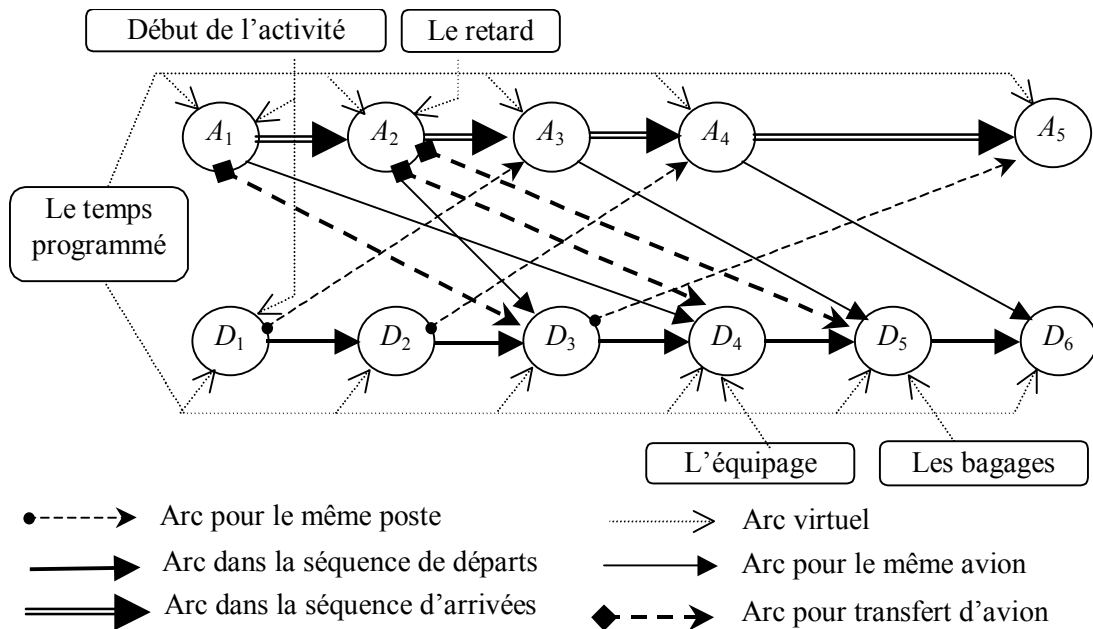 Début de l’activité
Le retard
A1
A2
A3
A4
A5
Le temps
programmé
D1
D2
D3
D4
D5
D6
L’équipage
Les bagages
Arc pour le même poste
Arc virtuel
Arc dans la séquence de départs
Arc pour le même avion
Arc dans la séquence d’arrivées
Arc pour transfert d’avion